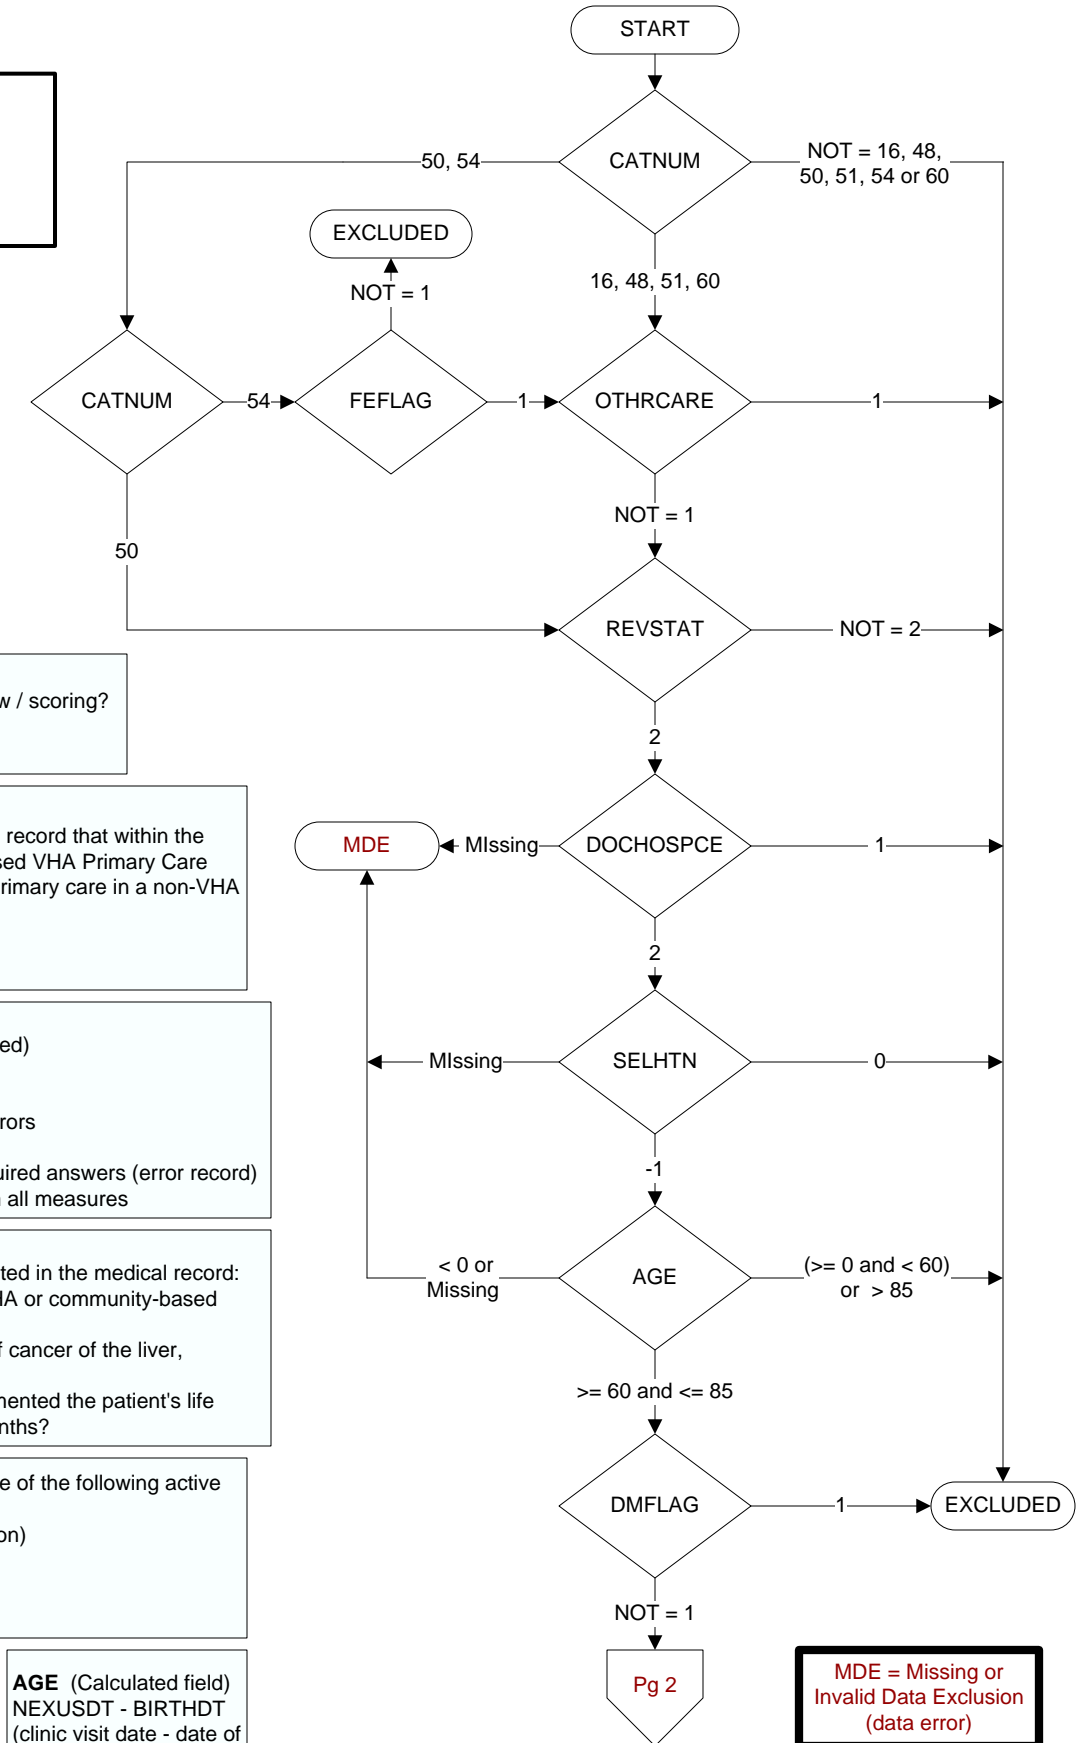 START
CATNUM
50, 54
NOT = 16, 48,
50, 51, 54 or 60
EXCLUDED
NOT = 1
16, 48, 51, 60
CATNUM
54
FEFLAG
1
OTHRCARE
1
NOT = 1
50
REVSTAT
NOT = 2
w / scoring?
2
record that within the
sed VHA Primary Care
rimary care in a non-VHA
MDE
MIssing
DOCHOSPCE
1
2
ed)
rors
uired answers (error record)
n all measures
MIssing
SELHTN
0
-1
ted in the medical record:
HA or community-based
f cancer of the liver,
mented the patient's life
nths?
< 0 or
Missing
AGE
(>= 0 and < 60)
or > 85
>= 60 and <= 85
e of the following active
on)
DMFLAG
1
EXCLUDED
NOT = 1
AGE (Calculated field)
NEXUSDT - BIRTHDT
(clinic visit date - date of
Pg 2
MDE = Missing or
Invalid Data Exclusion
(data error)